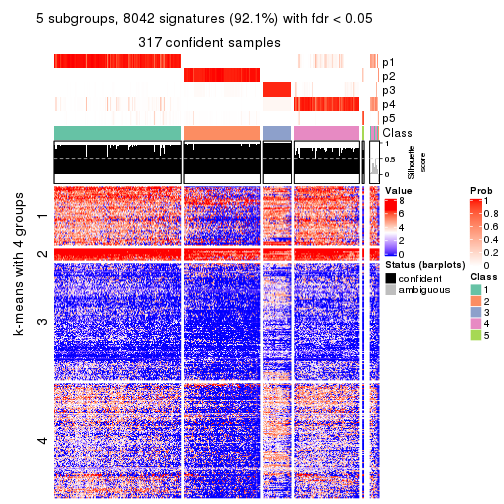 5 subgroups, 8042 signatures (92.1%) with fdr < 0.05
317 confident samples
p1
p2
p3
p4
p5
Class
1
0.5
0
Silhouette
score
k-means with 4 groups
1
2
3
4
Value
8
6
4
2
0
Status (barplots)
confident
ambiguous
Prob
1
0.8
0.6
0.4
0.2
0
Class
1
2
3
4
5